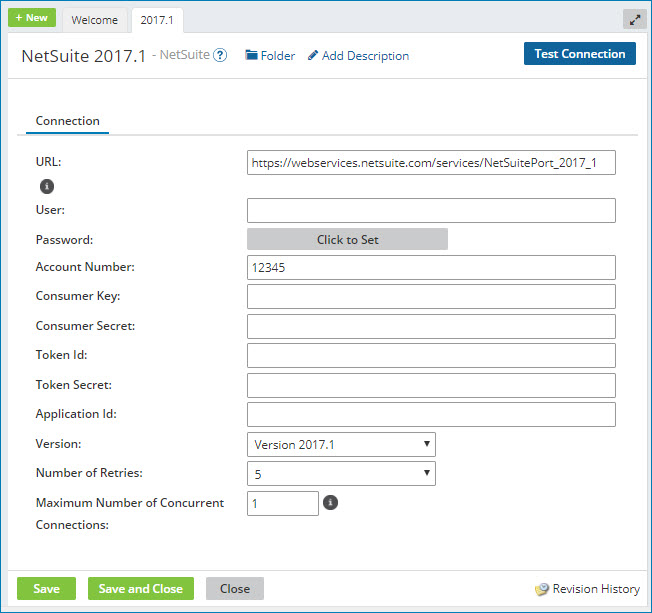 + New Welcome 2017.1
NetSuite 2017.1 - NetSuite ? Folder Add Description Test Connection
Connection
URL: https://webservices.netsuite.com/services/NetSuitePort_2017_1
i
User:
Password: Click to Set
Account Number: 12345
Consumer Key:
Consumer Secret:
Token Id:
Token Secret:
Application Id:
Version: Version 2017.1
Number of Retries: 5
Maximum Number of Concurrent 1 i
Connections:
Save Save and Close Close Revision History